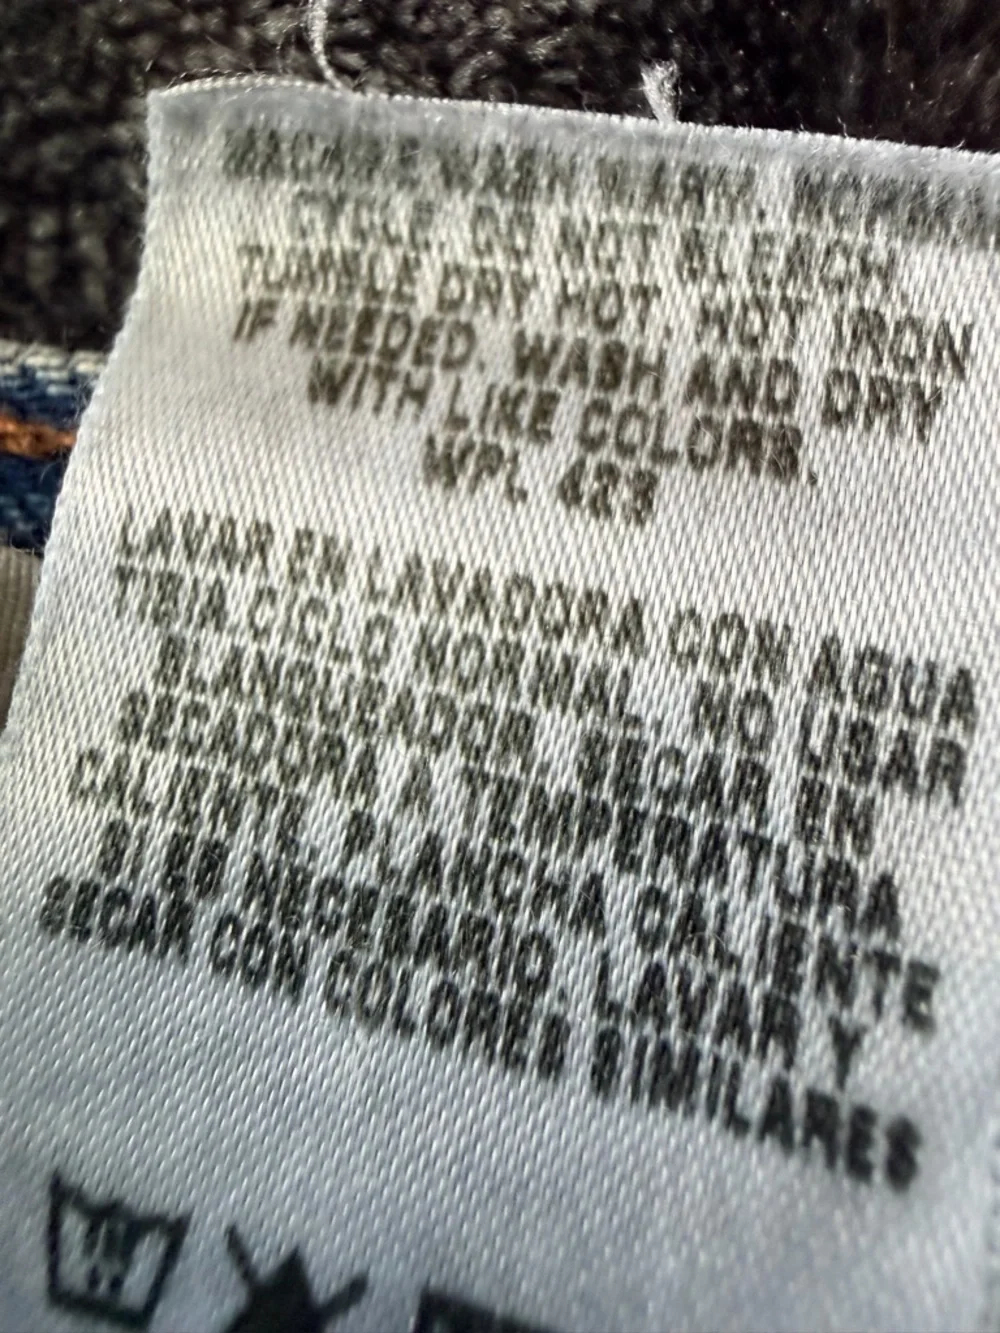 MACHINE WASH WARM, NORMAL
CYCLE. DO NOT BLEACH.
TUMBLE DRY HOT. HOT IRON
IF NEEDED. WASH AND DRY
WITH LIKE COLORS.
WPL 423
LAVAR EN LAVADORA CON AGUA
TIBIA CICLO NORMAL. NO USAR
BLANQUEADOR. SECAR EN
SECADORA A TEMPERATURA
CALIENTE. PLANCHA CALIENTE
SI ES NECESARIO. LAVAR Y
SECAR CON COLORES SIMILARES